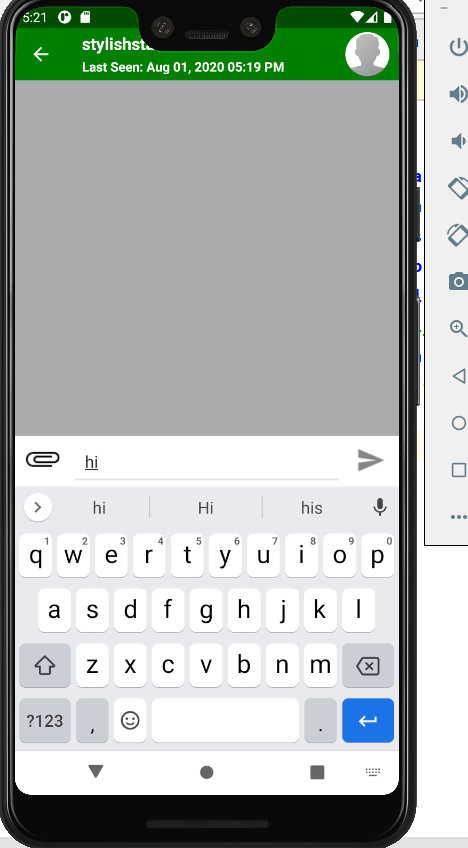 5:21
Last Seen: Aug 01, 2020 05:19 PM
hi
hi Hi his
1 2 3 4 5 6 7 8 9 0
q w e r t y u i o p
a s d f g h j k l
z x c v b n m
?123 , .